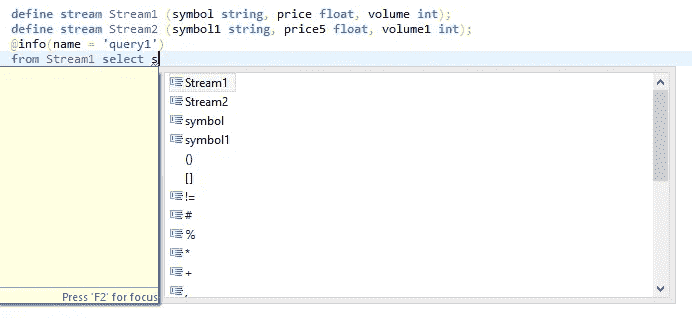 define stream Stream1 (symbol string, price float, volume int);
define stream Stream2 (symbol1 string, price5 float, volume1 int);
@info(name = 'query1')
from Stream1 select s
Stream1
Stream2
symbol
symbol1
()
[]
!=
#
%
*
+
,
Press 'F2' for focus